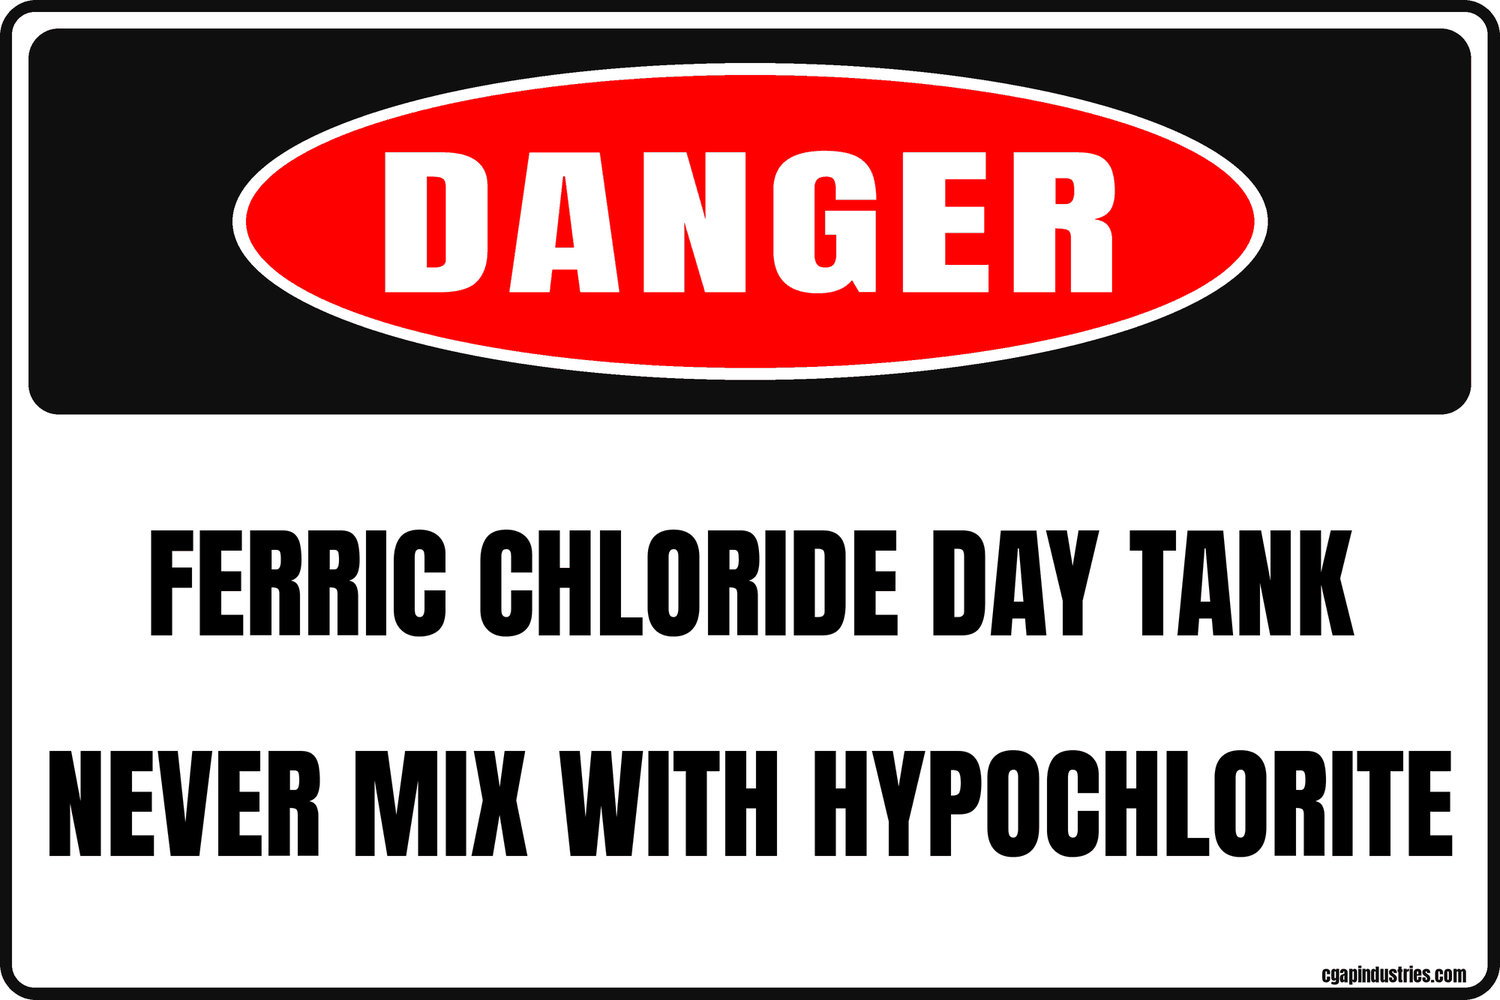 DANGER
FERRIC CHLORIDE DAY TANK
NEVER MIX WITH HYPOCHLORITE
cgapindustries.com